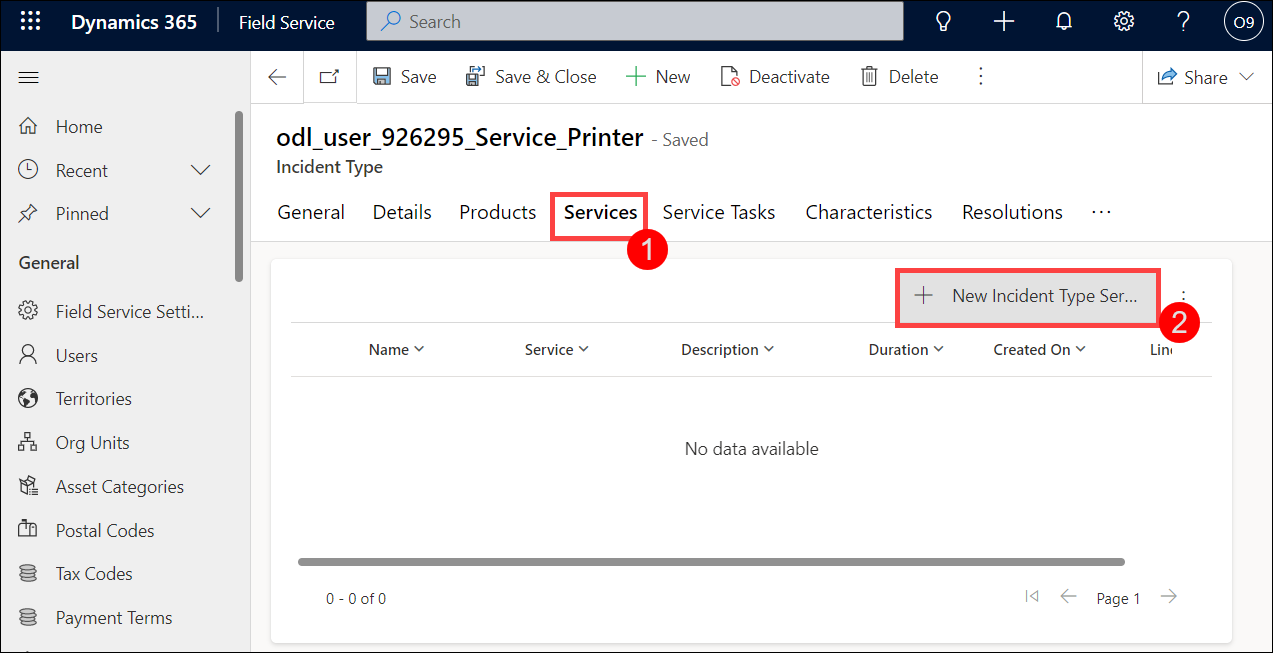 Dynamics 365 Field Service Search O9
Save Save & Close New Deactivate Delete Share
Home
Recent
Pinned
General
Field Service Setti...
Users
Territories
Org Units
Asset Categories
Postal Codes
Tax Codes
Payment Terms
odl_user_926295_Service_Printer - Saved
Incident Type
General Details Products Services Service Tasks Characteristics Resolutions ...
1
New Incident Type Ser...
2
Name Service Description Duration Created On Lin
No data available
0 - 0 of 0 Page 1